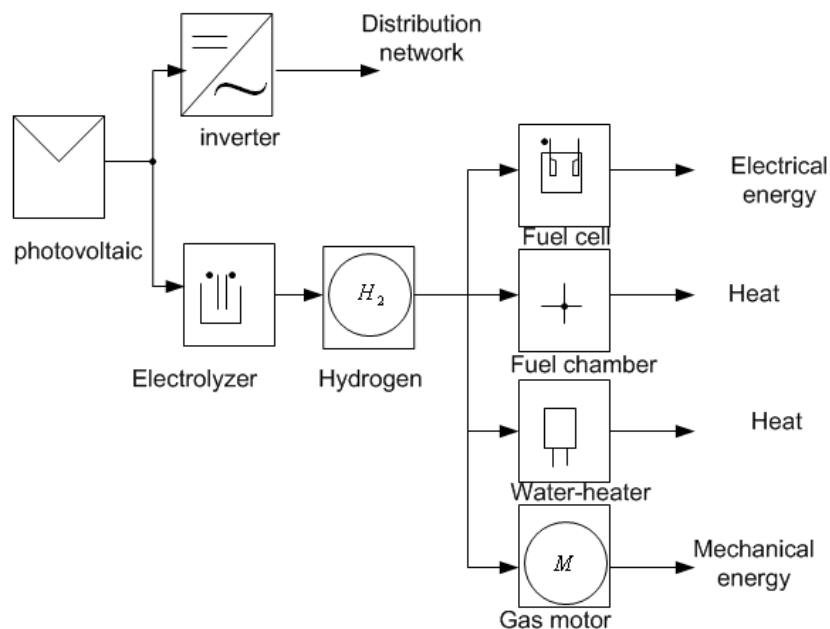 Distribution
network
inverter
photovoltaic
Electrolyzer
H2
Hydrogen
Fuel cell
Electrical
energy
Fuel chamber
Heat
Water-heater
Heat
M
Gas motor
Mechanical
energy